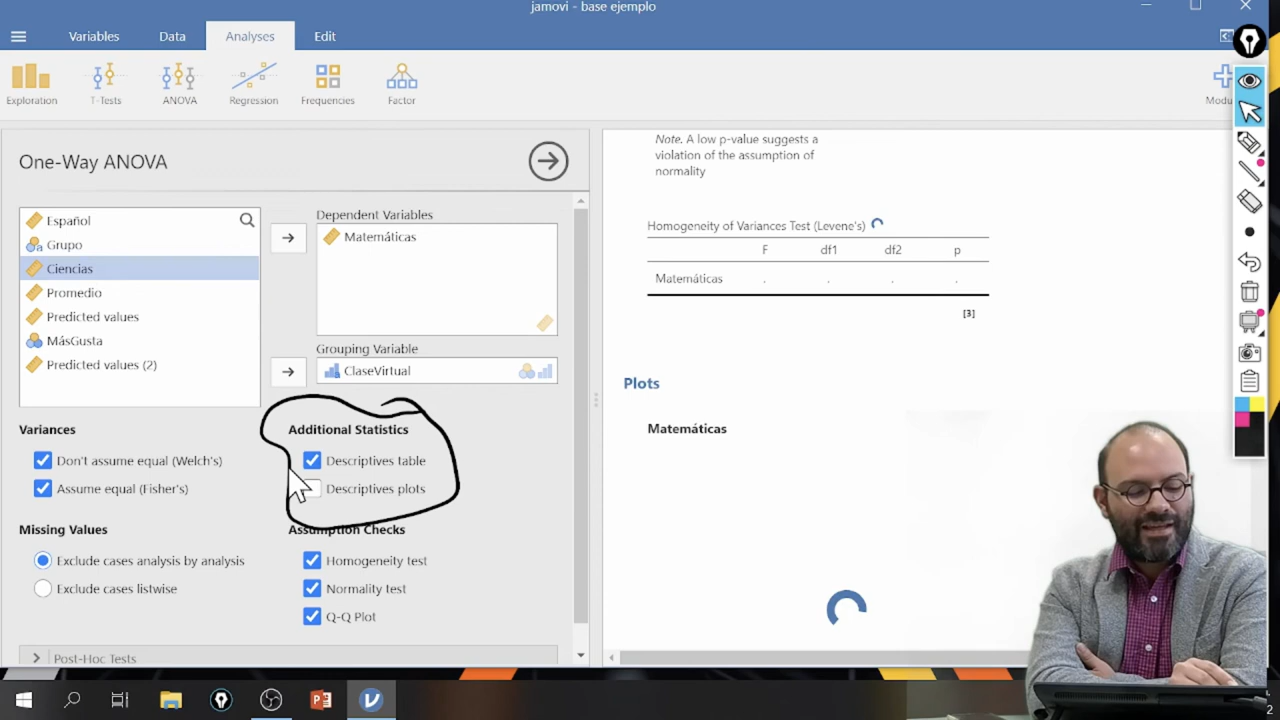 jamovi - base ejemplo
Variables Data Analyses Edit
Exploration T-Tests ANOVA Regression Frequencies Factor
One-Way ANOVA
Español
Grupo
Ciencias
Promedio
Predicted values
MásGusta
Predicted values (2)
Dependent Variables
Matemáticas
Grouping Variable
ClaseVirtual
Variances
Don't assume equal (Welch's)
Assume equal (Fisher's)
Additional Statistics
Descriptives table
Descriptives plots
Missing Values
Exclude cases analysis by analysis
Exclude cases listwise
Assumption Checks
Homogeneity test
Normality test
Q-Q Plot
Post-Hoc Tests
Note. A low p-value suggests a
violation of the assumption of
normality
Homogeneity of Variances Test (Levene's)
F df1 df2 p
Matemáticas . . . .
[3]
Plots
Matemáticas